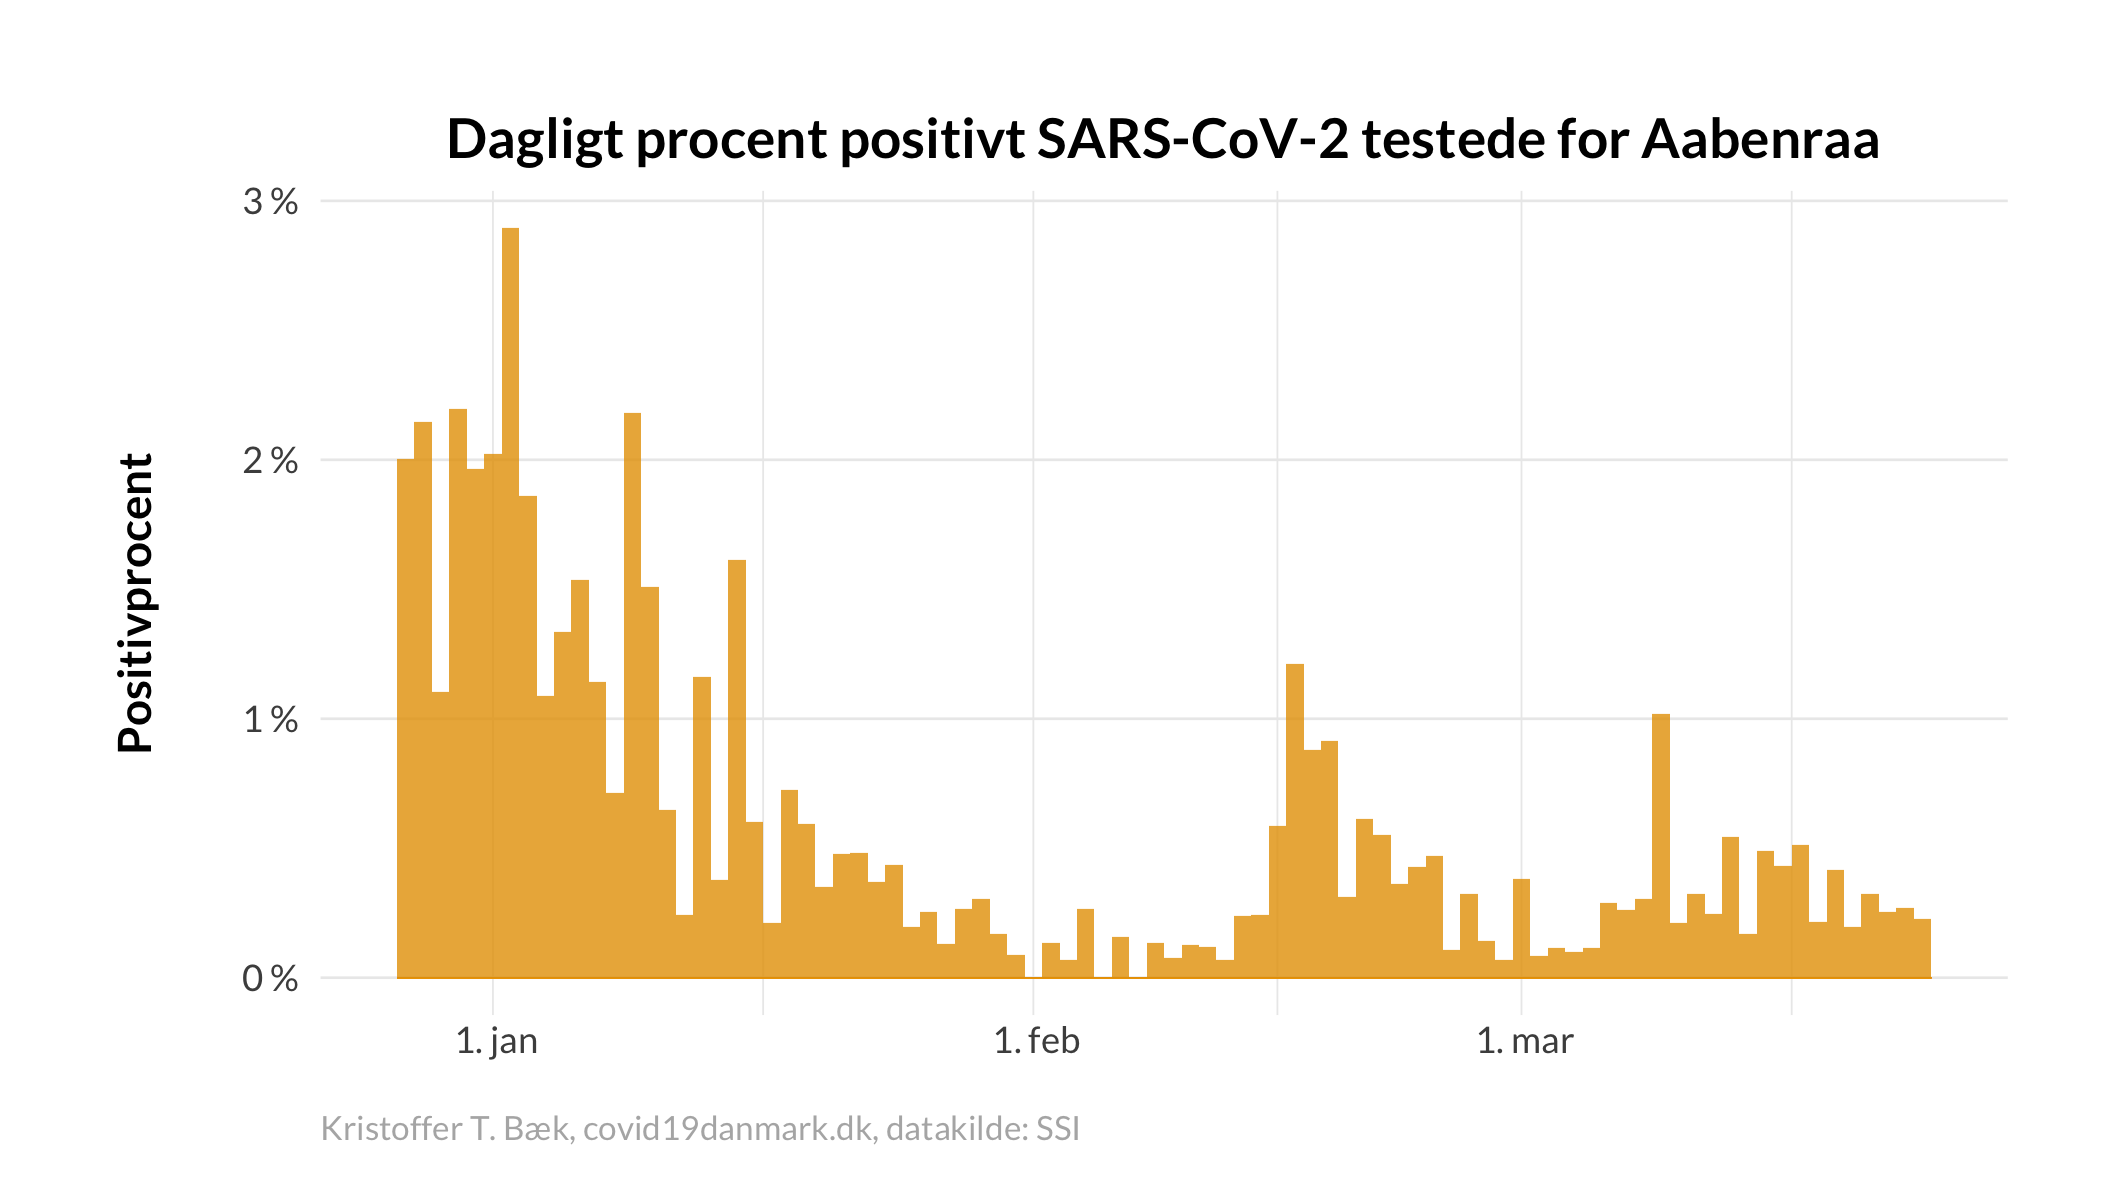 Dagligt procent positivt SARS-CoV-2 testede for Aabenraa
Positivprocent
3 %
2 %
1 %
0 %
1. jan
1. feb
1. mar
Kristoffer T. Bæk, covid19danmark.dk, datakilde: SSI